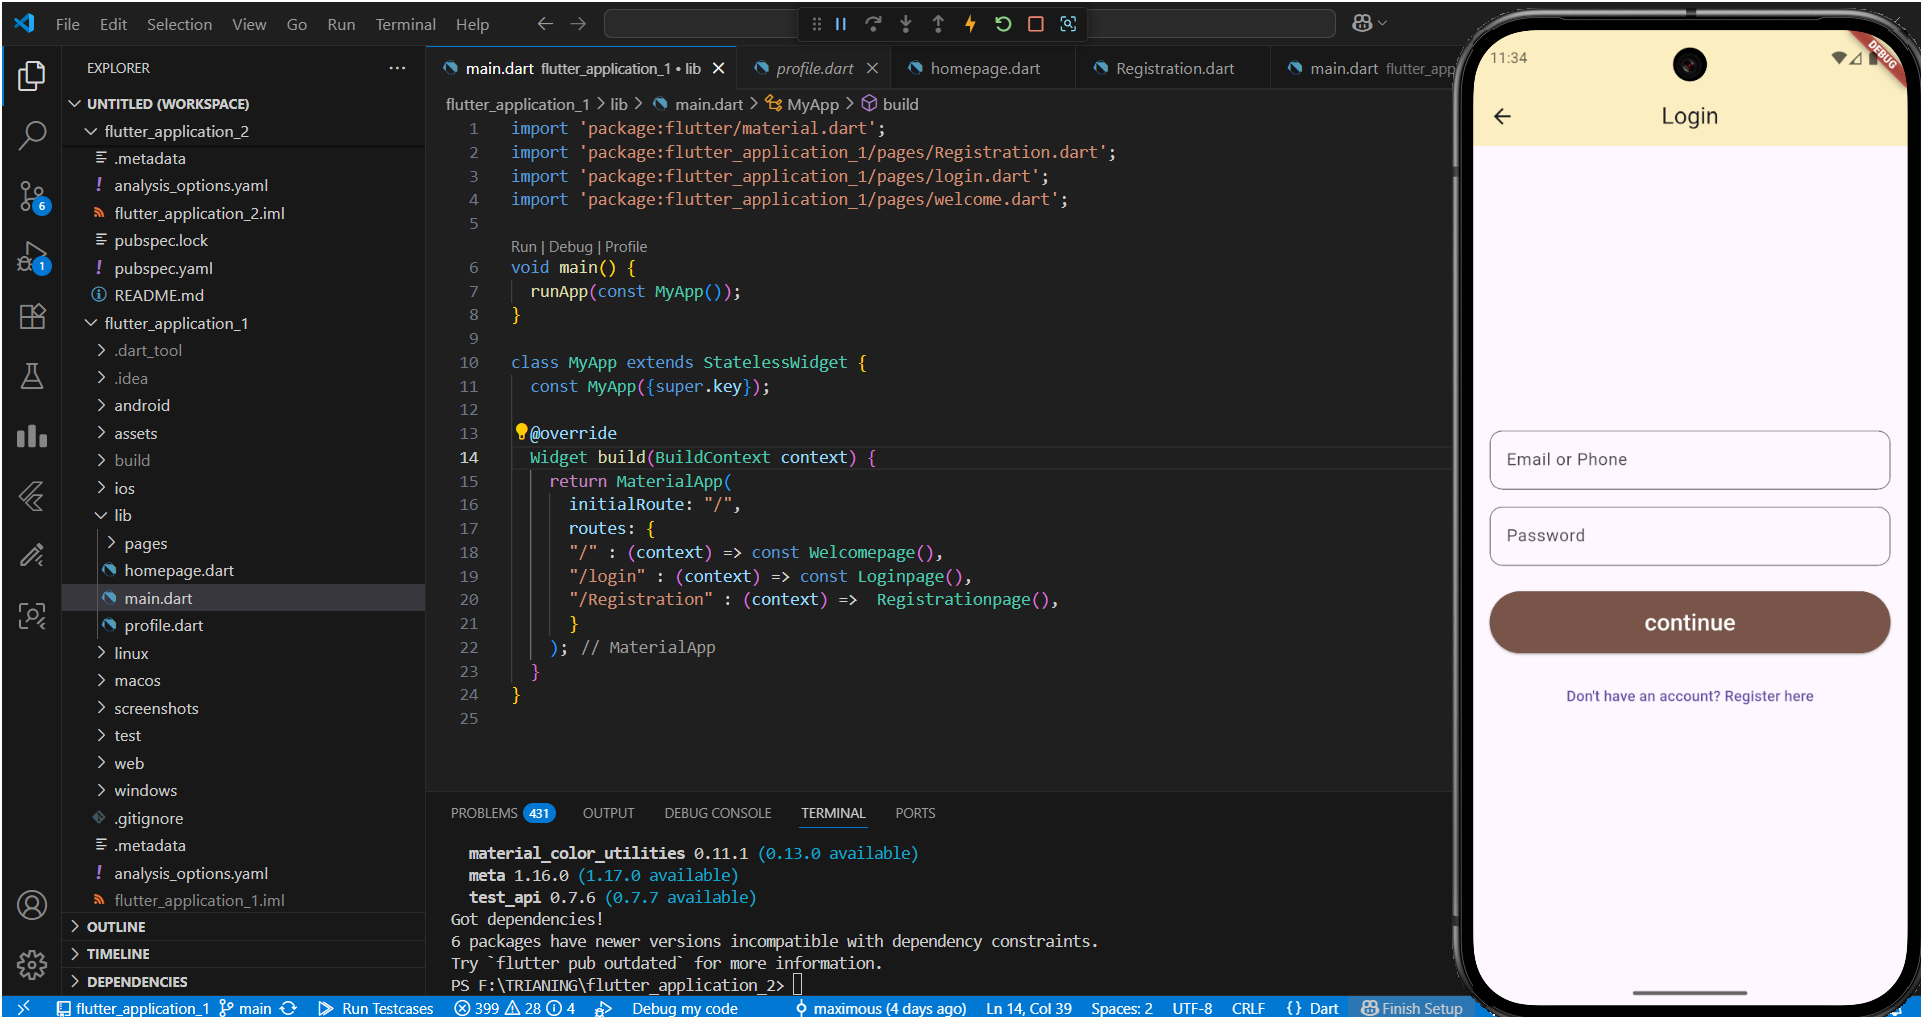 File Edit Selection View Go Run Terminal Help
EXPLORER
UNTITLED (WORKSPACE)
flutter_application_2
.metadata
analysis_options.yaml
flutter_application_2.iml
pubspec.lock
pubspec.yaml
README.md
flutter_application_1
.dart_tool
.idea
android
assets
build
ios
lib
pages
homepage.dart
main.dart
profile.dart
linux
macos
screenshots
test
web
windows
.gitignore
.metadata
analysis_options.yaml
flutter_application_1.iml
OUTLINE
TIMELINE
DEPENDENCIES
6
1
main.dart flutter_application_1 • lib
profile.dart
homepage.dart
Registration.dart
main.dart flutter_app
flutter_application_1 > lib > main.dart > MyApp > build
1 import 'package:flutter/material.dart';
2 import 'package:flutter_application_1/pages/Registration.dart';
3 import 'package:flutter_application_1/pages/login.dart';
4 import 'package:flutter_application_1/pages/welcome.dart';
5
Run | Debug | Profile
6 void main() {
7 runApp(const MyApp());
8 }
9
10 class MyApp extends StatelessWidget {
11 const MyApp({super.key});
12
13 @override
14 Widget build(BuildContext context) {
15 return MaterialApp(
16 initialRoute: "/",
17 routes: {
18 "/" : (context) => const Welcomepage(),
19 "/login" : (context) => const Loginpage(),
20 "/Registration" : (context) => Registrationpage(),
21 }
22 ); // MaterialApp
23 }
24 }
25
PROBLEMS 431 OUTPUT DEBUG CONSOLE TERMINAL PORTS
material_color_utilities 0.11.1 (0.13.0 available)
meta 1.16.0 (1.17.0 available)
test_api 0.7.6 (0.7.7 available)
Got dependencies!
6 packages have newer versions incompatible with dependency constraints.
Try `flutter pub outdated` for more information.
PS F:\TRIANING\flutter_application_2>
flutter_application_1 main Run Testcases 399 28 4 Debug my code maximous (4 days ago) Ln 14, Col 39 Spaces: 2 UTF-8 CRLF {} Dart Finish Setup
11:34
DEBUG
Login
Email or Phone
Password
continue
Don't have an account? Register here